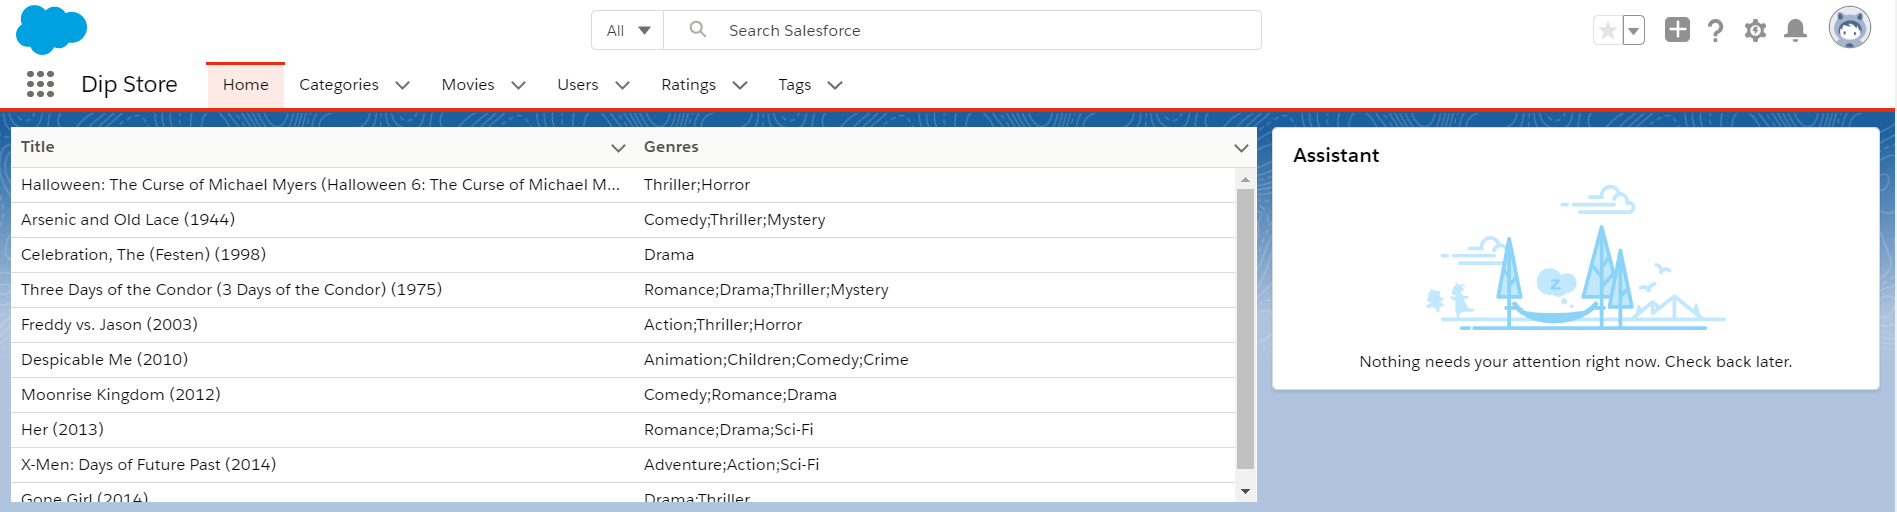 All Search Salesforce
Dip Store Home Categories Movies Users Ratings Tags
Title Genres
Halloween: The Curse of Michael Myers (Halloween 6: The Curse of Michael M... Thriller;Horror
Arsenic and Old Lace (1944) Comedy;Thriller;Mystery
Celebration, The (Festen) (1998) Drama
Three Days of the Condor (3 Days of the Condor) (1975) Romance;Drama;Thriller;Mystery
Freddy vs. Jason (2003) Action;Thriller;Horror
Despicable Me (2010) Animation;Children;Comedy;Crime
Moonrise Kingdom (2012) Comedy;Romance;Drama
Her (2013) Romance;Drama;Sci-Fi
X-Men: Days of Future Past (2014) Adventure;Action;Sci-Fi
Gone Girl (2014) Drama;Thriller
Assistant
z
Nothing needs your attention right now. Check back later.